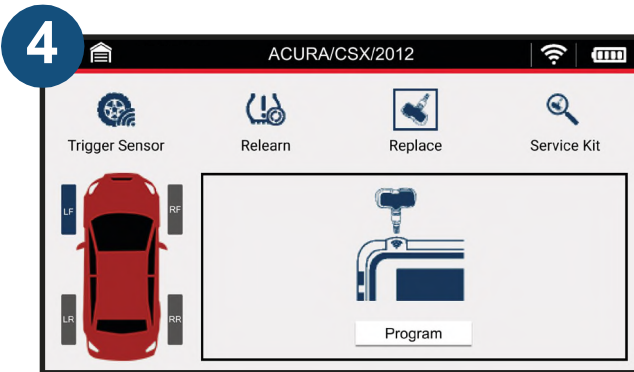 4
ACURA/CSX/2012
Trigger Sensor
Relearn
Replace
Service Kit
LF
RF
LR
RR
Program